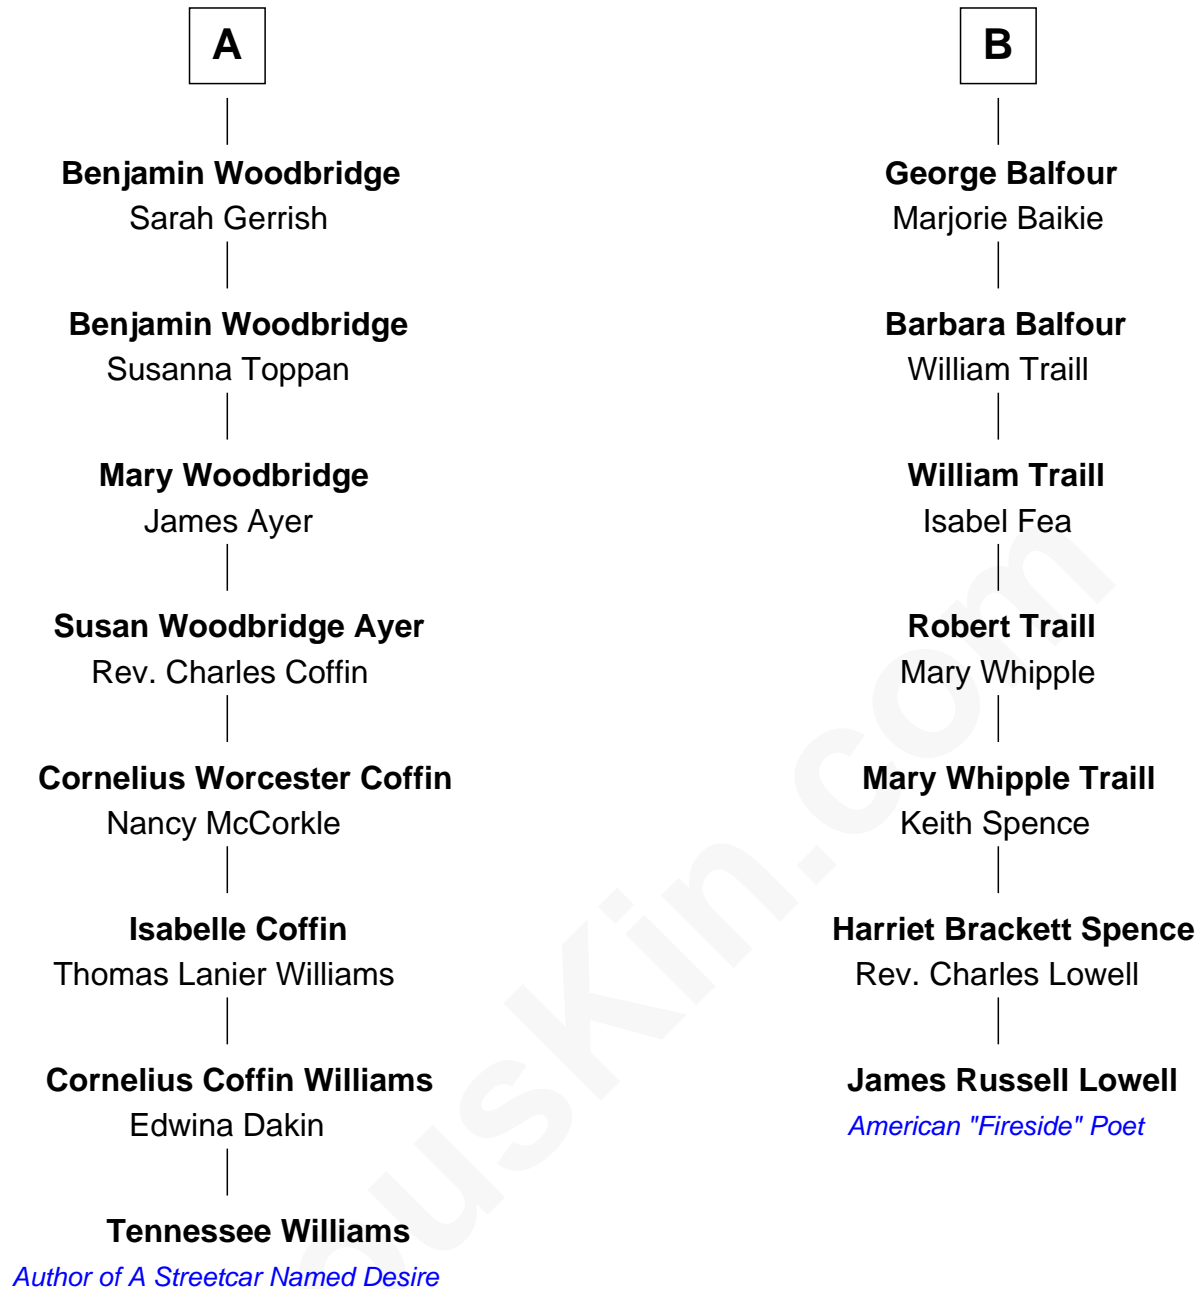 A
Benjamin Woodbridge
Sarah Gerrish
Benjamin Woodbridge
Susanna Toppan
Mary Woodbridge
James Ayer
Susan Woodbridge Ayer
Rev. Charles Coffin
Cornelius Worcester Coffin
Nancy McCorkle
Isabelle Coffin
Thomas Lanier Williams
Cornelius Coffin Williams
Edwina Dakin
Tennessee Williams
Author of A Streetcar Named Desire
B
George Balfour
Marjorie Baikie
Barbara Balfour
William Traill
William Traill
Isabel Fea
Robert Traill
Mary Whipple
Mary Whipple Traill
Keith Spence
Harriet Brackett Spence
Rev. Charles Lowell
James Russell Lowell
American "Fireside" Poet
ousKin.com